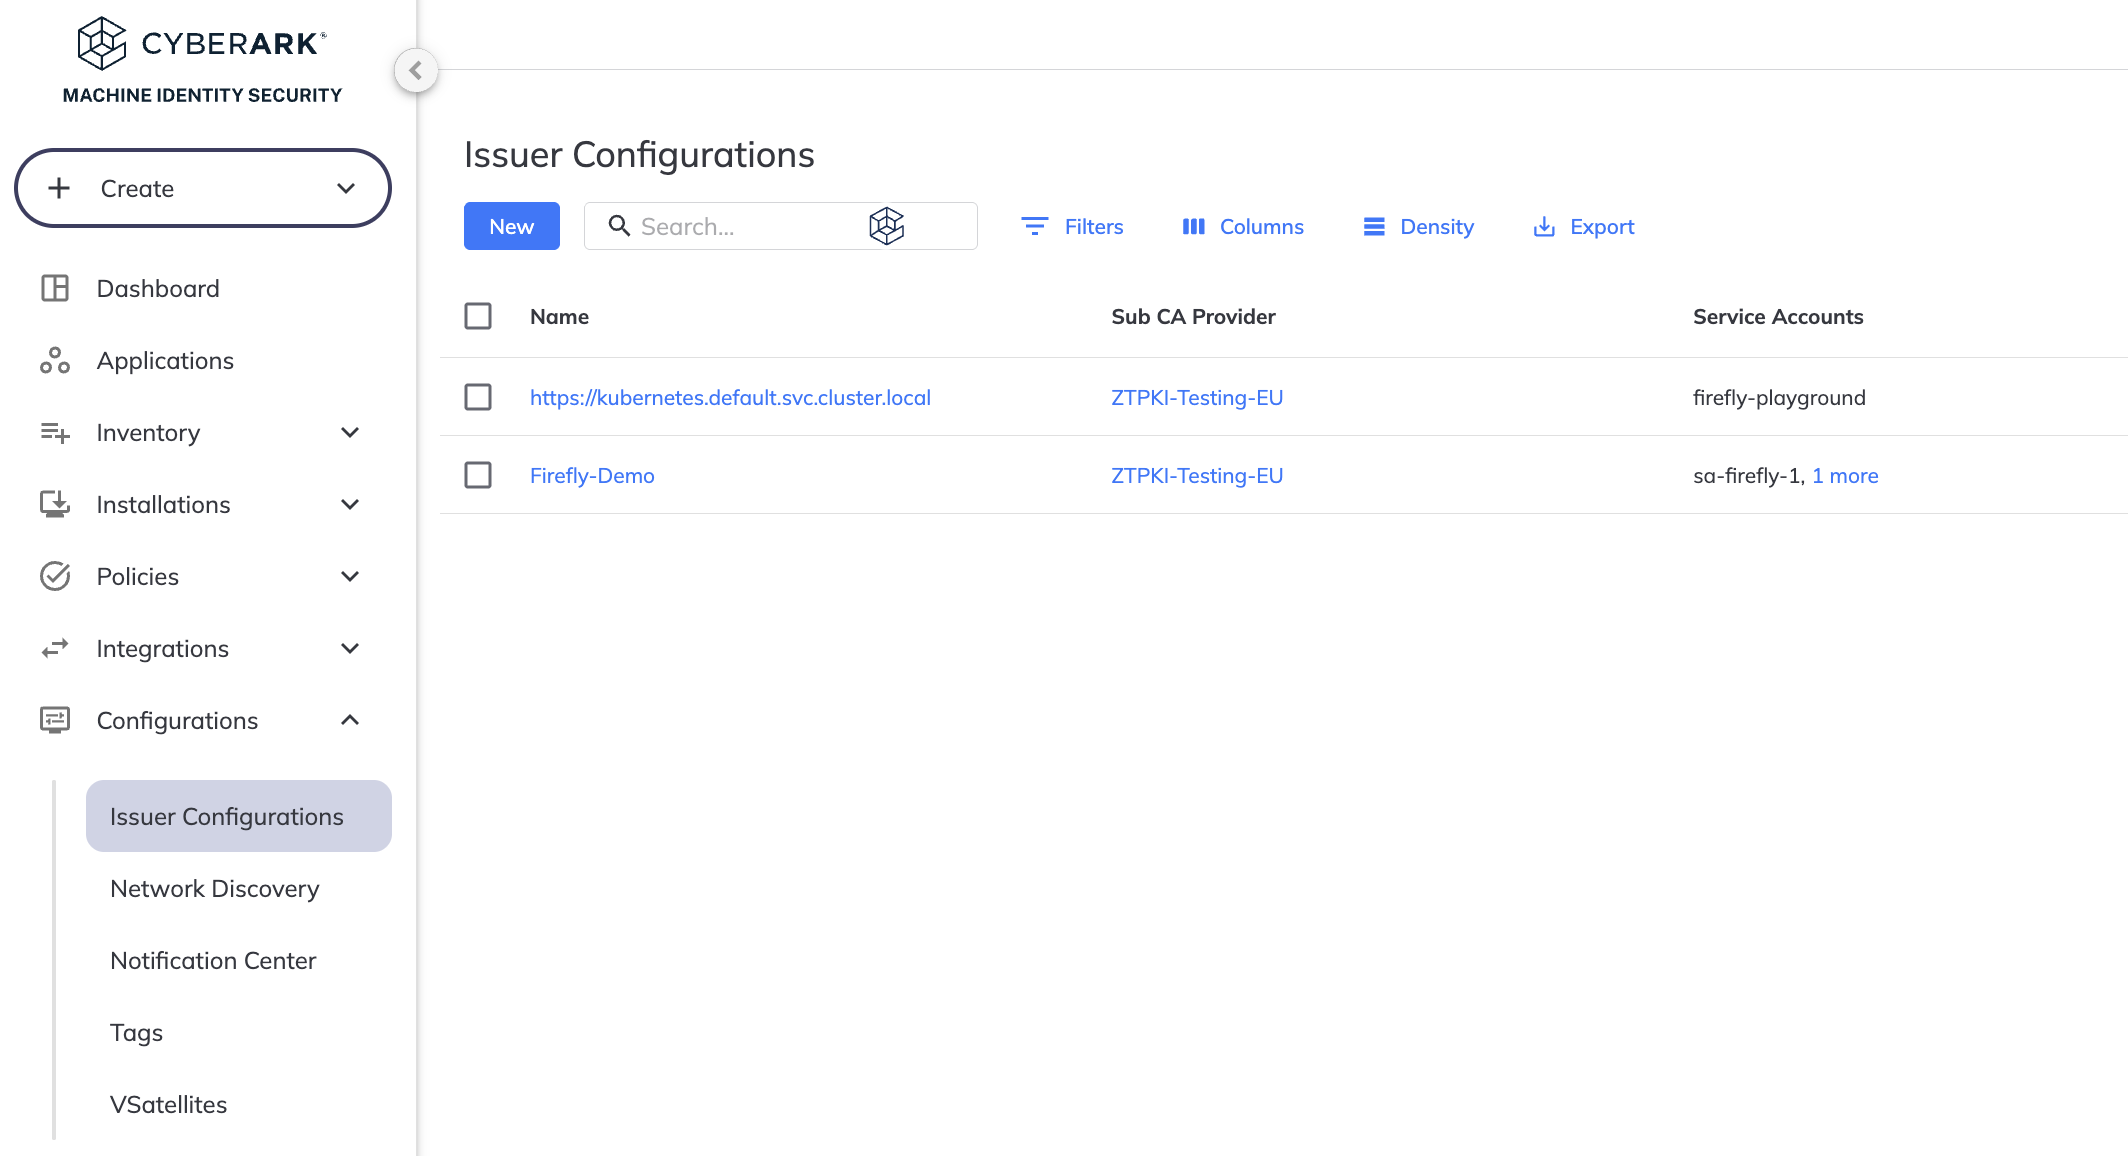 CYBERARK®
MACHINE IDENTITY SECURITY
Create
Dashboard
Applications
Inventory
Installations
Policies
Integrations
Configurations
Issuer Configurations
Network Discovery
Notification Center
Tags
VSatellites
Issuer Configurations
New Search... Filters Columns Density Export
Name Sub CA Provider Service Accounts
https://kubernetes.default.svc.cluster.local ZTPKI-Testing-EU firefly-playground
Firefly-Demo ZTPKI-Testing-EU sa-firefly-1, 1 more